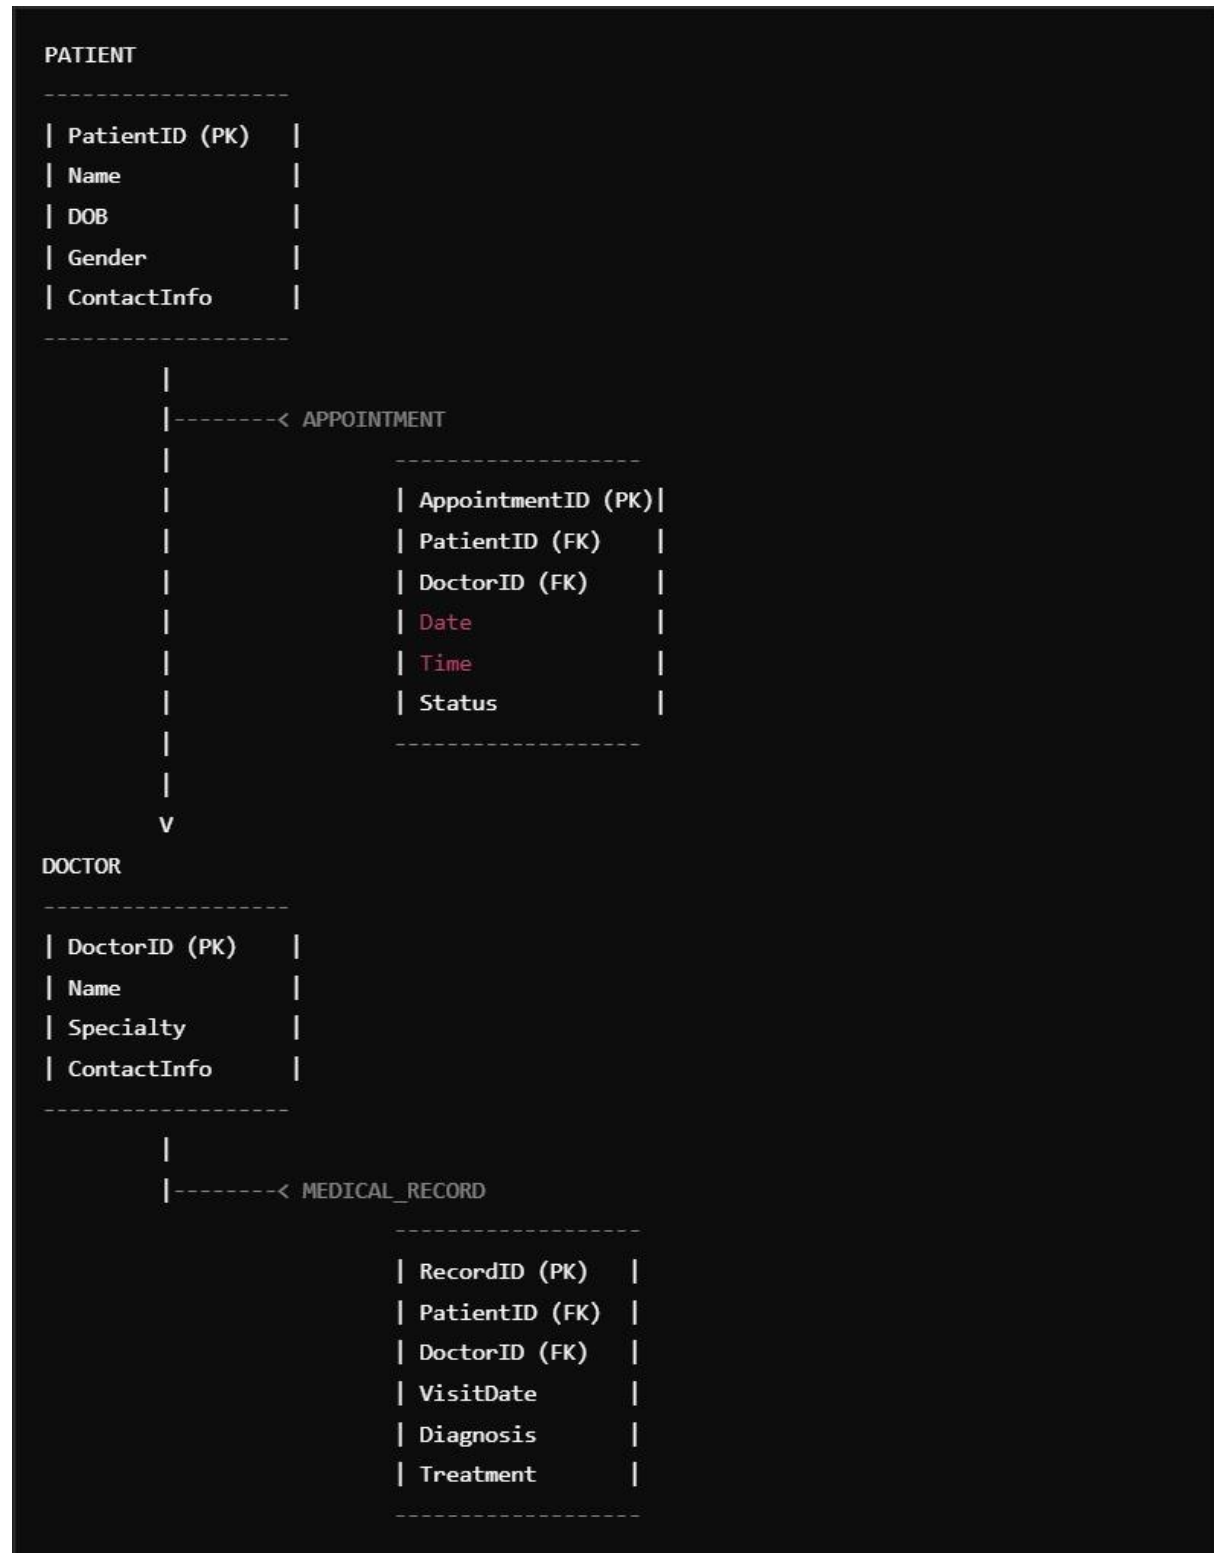 PATIENT
-------------------
| PatientID (PK)   |
| Name             |
| DOB              |
| Gender           |
| ContactInfo      |
-------------------
         |
         |--------< APPOINTMENT
         |                 -------------------
         |                 | AppointmentID (PK)|
         |                 | PatientID (FK)    |
         |                 | DoctorID (FK)     |
         |                 | Date              |
         |                 | Time              |
         |                 | Status            |
         |                 -------------------
         |
         V
DOCTOR
-------------------
| DoctorID (PK)    |
| Name             |
| Specialty        |
| ContactInfo      |
-------------------
         |
         |--------< MEDICAL_RECORD
                           -------------------
                           | RecordID (PK)   |
                           | PatientID (FK)  |
                           | DoctorID (FK)   |
                           | VisitDate       |
                           | Diagnosis       |
                           | Treatment       |
                           -------------------